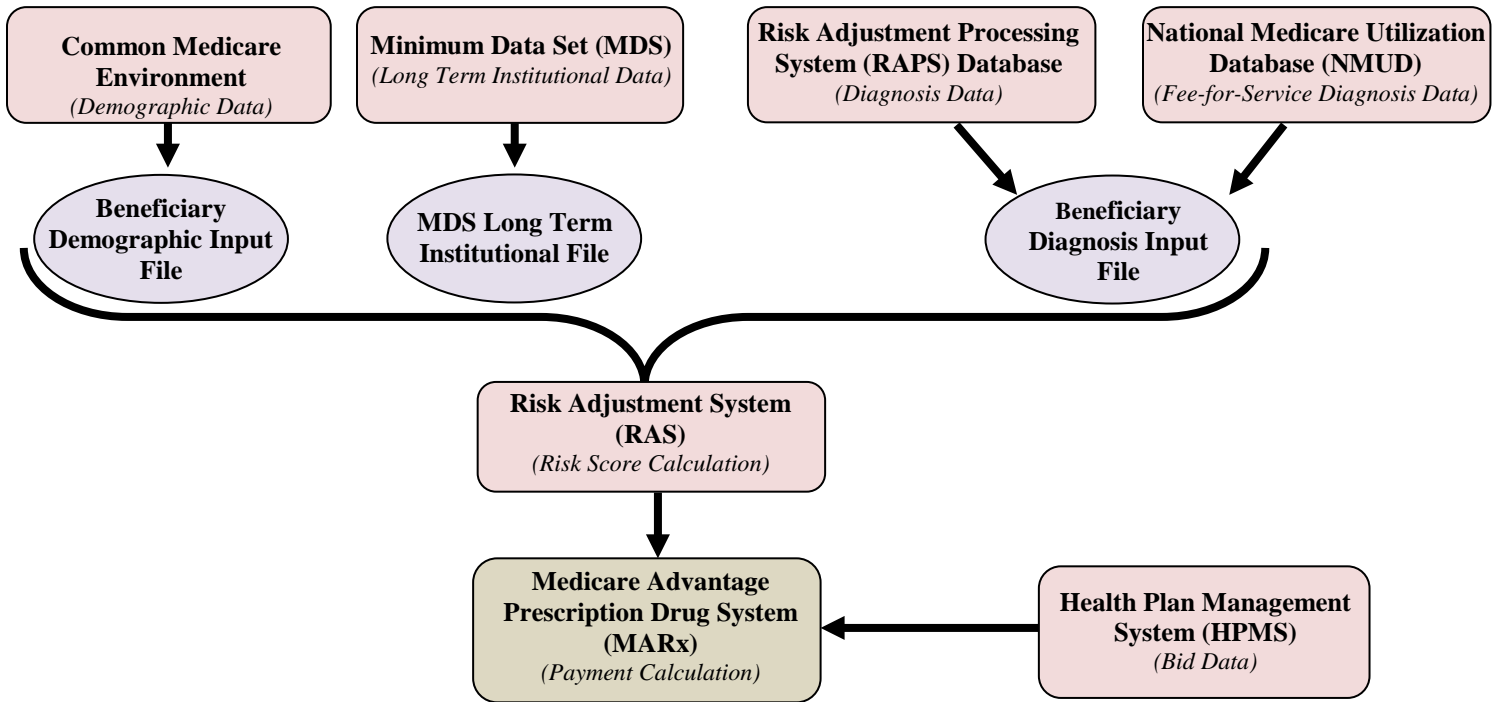 Common Medicare
Environment
(Demographic Data)
Minimum Data Set (MDS)
(Long Term Institutional Data)
Risk Adjustment Processing
System (RAPS) Database
(Diagnosis Data)
National Medicare Utilization
Database (NMUD)
(Fee-for-Service Diagnosis Data)
Beneficiary
Demographic Input
File
MDS Long Term
Institutional File
Beneficiary
Diagnosis Input
File
Risk Adjustment System
(RAS)
(Risk Score Calculation)
Medicare Advantage
Prescription Drug System
(MARx)
(Payment Calculation)
Health Plan Management
System (HPMS)
(Bid Data)